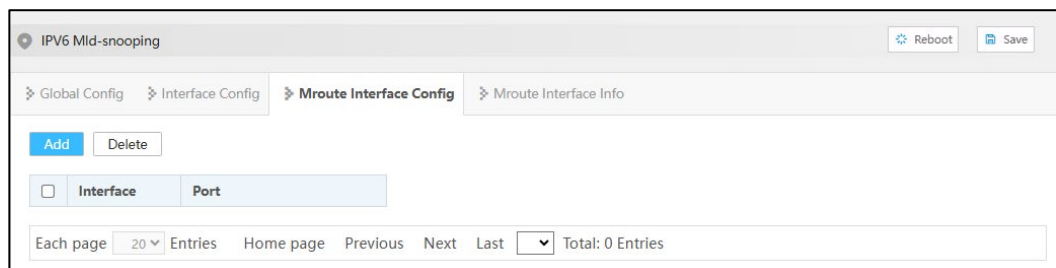 IPV6 Mld-snooping Reboot Save
Global Config Interface Config Mroute Interface Config Mroute Interface Info
Add Delete
Interface Port
Each page 20 Entries Home page Previous Next Last Total: 0 Entries